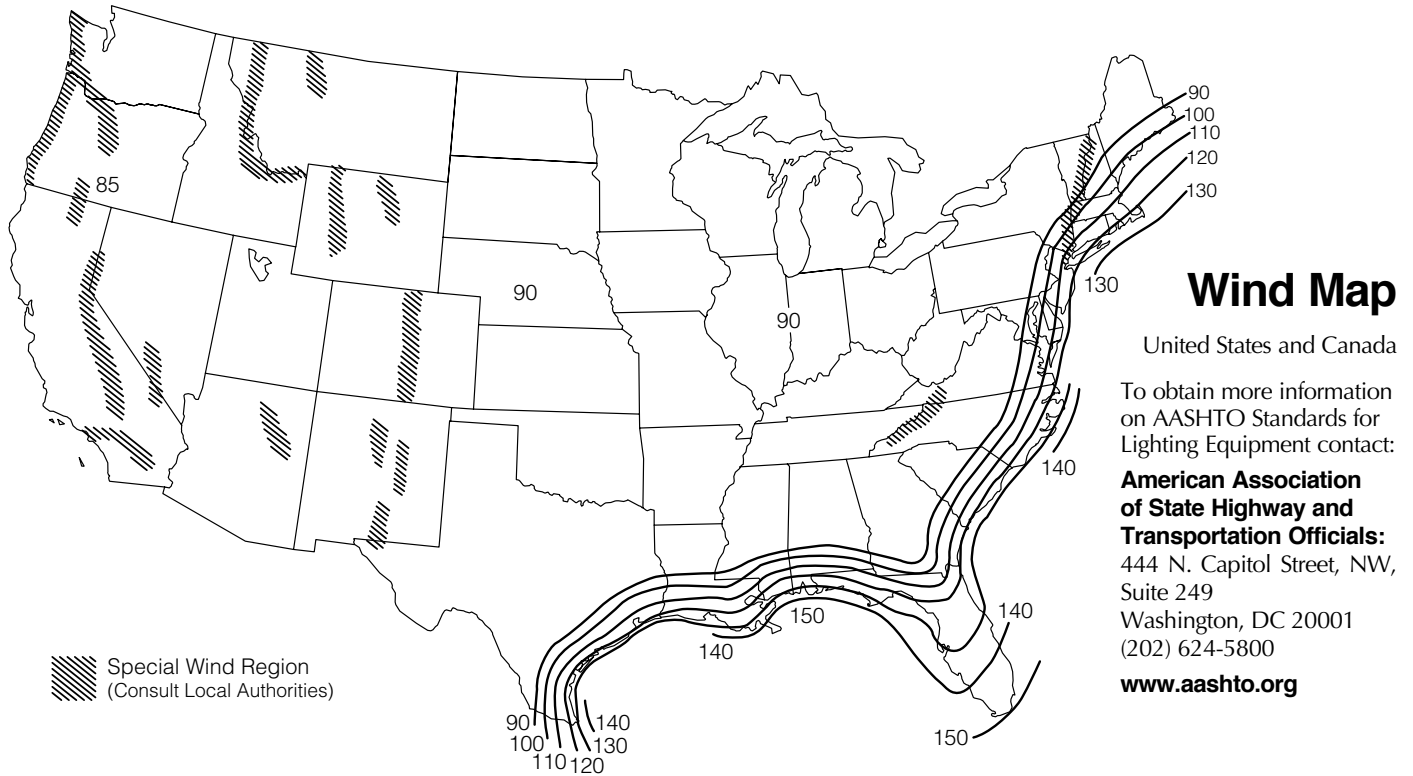 90
100
110
120
130
85
130
Wind Map
90
90
United States and Canada
To obtain more information
on AASHTO Standards for
Lighting Equipment contact:
140
American Association
of State Highway and
Transportation Officials:
444 N. Capitol Street, NW,
Suite 249
Washington, DC 20001
(202) 624-5800
www.aashto.org
150
140
140
Special Wind Region
(Consult Local Authorities)
90
100
110
120
130
140
150